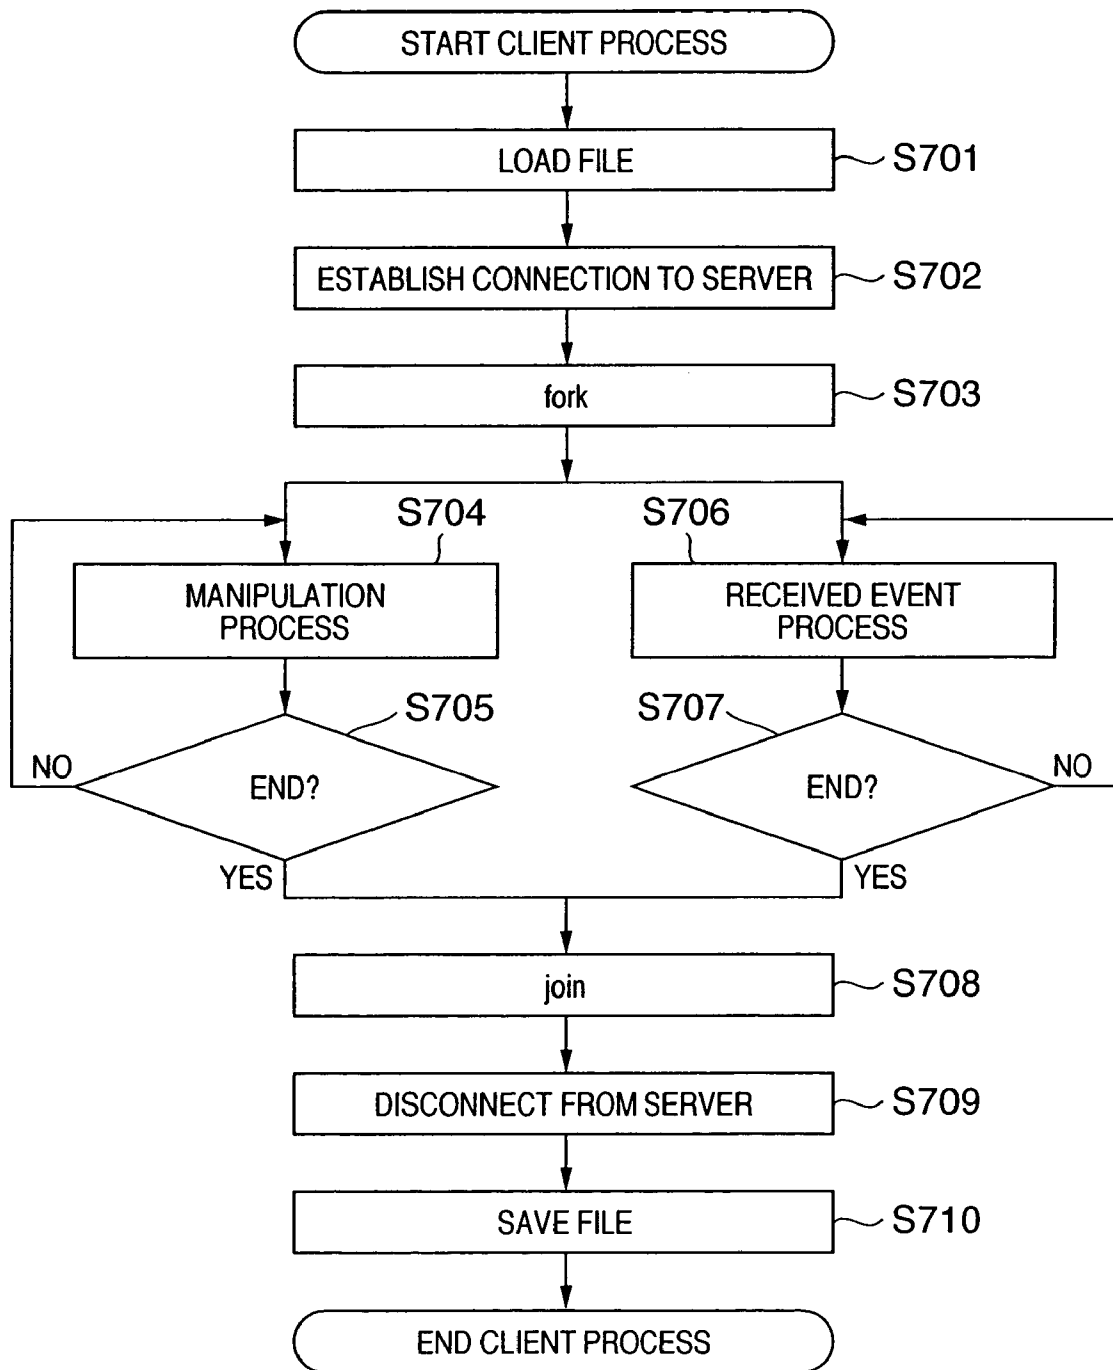 START CLIENT PROCESS
LOAD FILE
S701
ESTABLISH CONNECTION TO SERVER
S702
fork
S703
S704
S706
MANIPULATION
PROCESS
RECEIVED EVENT
PROCESS
S705
S707
NO
END?
END?
NO
YES
YES
join
S708
DISCONNECT FROM SERVER
S709
SAVE FILE
S710
END CLIENT PROCESS